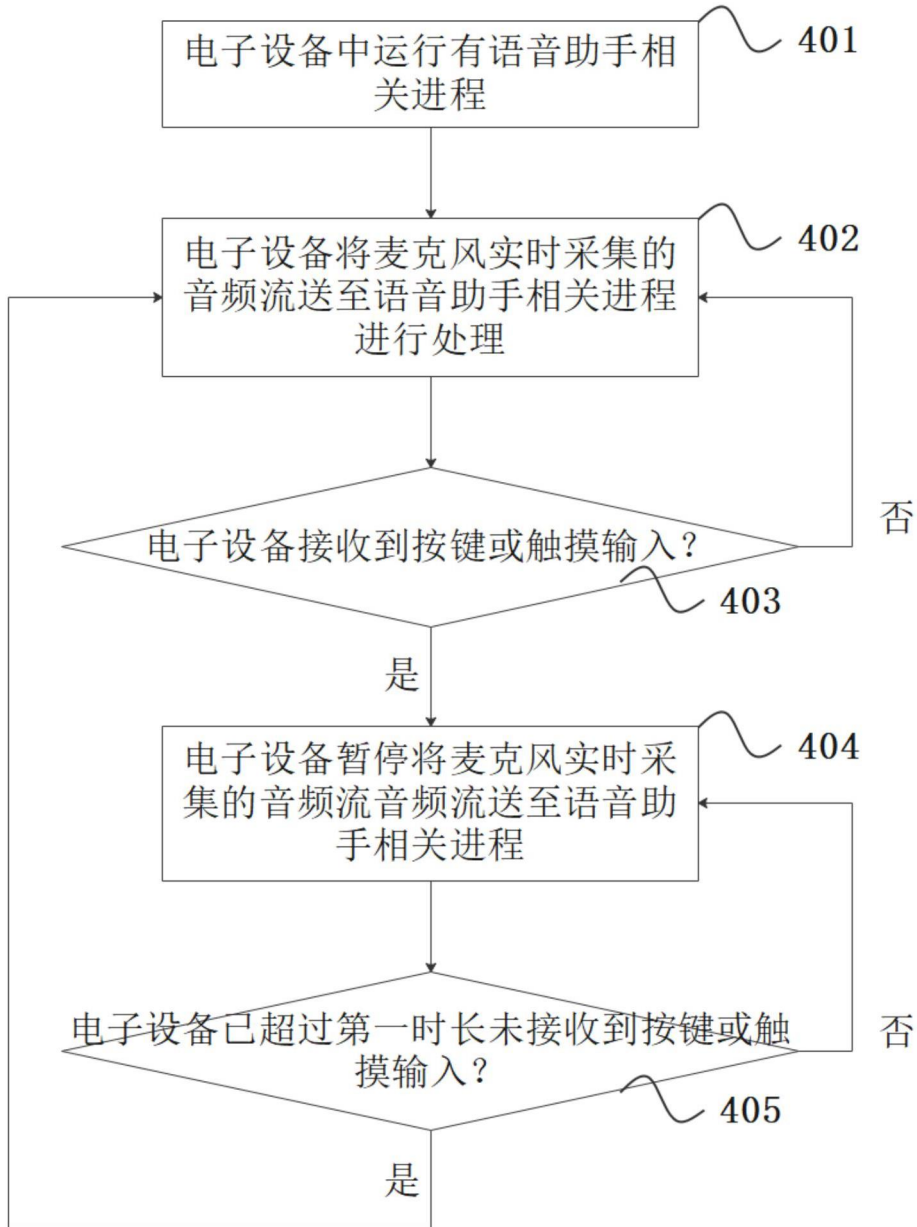 电子设备中运行有语音助手相
关进程
401
电子设备将麦克风实时采集的
音频流送至语音助手相关进程
进行处理
402
电子设备接收到按键或触摸输入?
403
否
是
电子设备暂停将麦克风实时采
集的音频流音频流送至语音助
手相关进程
404
电子设备已超过第一时长未接收到按键或触
摸输入?
405
否
是